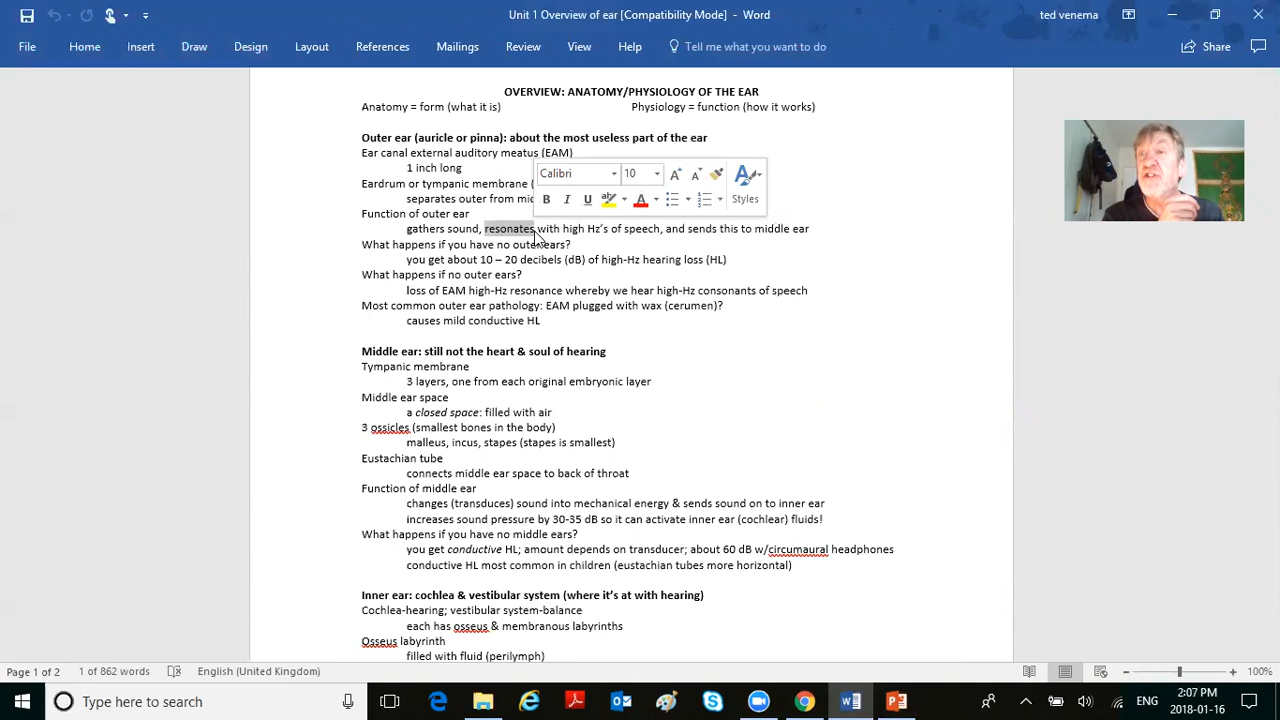 Unit 1 Overview of ear [Compatibility Mode] - Word
ted venema
File Home Insert Draw Design Layout References Mailings Review View Help Tell me what you want to do Share
OVERVIEW: ANATOMY/PHYSIOLOGY OF THE EAR
Anatomy = form (what it is) Physiology = function (how it works)
Outer ear (auricle or pinna): about the most useless part of the ear
Ear canal external auditory meatus (EAM)
1 inch long
Calibri 10
Styles
Eardrum or tympanic membrane (
separates outer from mid
Function of outer ear
gathers sound, resonates with high Hz's of speech, and sends this to middle ear
What happens if you have no outer ears?
you get about 10 – 20 decibels (dB) of high-Hz hearing loss (HL)
What happens if no outer ears?
loss of EAM high-Hz resonance whereby we hear high-Hz consonants of speech
Most common outer ear pathology: EAM plugged with wax (cerumen)?
causes mild conductive HL
Middle ear: still not the heart & soul of hearing
Tympanic membrane
3 layers, one from each original embryonic layer
Middle ear space
a closed space: filled with air
3 ossicles (smallest bones in the body)
malleus, incus, stapes (stapes is smallest)
Eustachian tube
connects middle ear space to back of throat
Function of middle ear
changes (transduces) sound into mechanical energy & sends sound on to inner ear
increases sound pressure by 30-35 dB so it can activate inner ear (cochlear) fluids!
What happens if you have no middle ears?
you get conductive HL; amount depends on transducer; about 60 dB w/circumaural headphones
conductive HL most common in children (eustachian tubes more horizontal)
Inner ear: cochlea & vestibular system (where it's at with hearing)
Cochlea-hearing; vestibular system-balance
each has osseus & membranous labyrinths
Osseus labyrinth
filled with fluid (perilymph)
Page 1 of 2 1 of 862 words English (United Kingdom) 100%
Type here to search
ENG
2:07 PM
2018-01-16